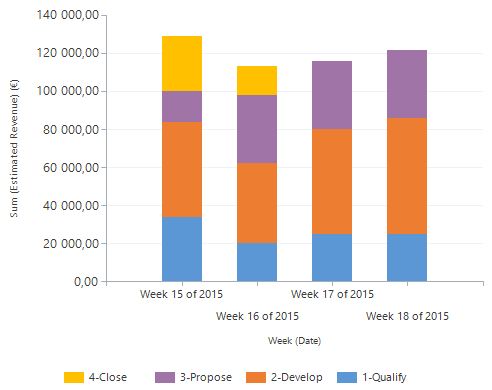 140 000,00
120 000,00
100 000,00
80 000,00
60 000,00
40 000,00
20 000,00
0,00
Sum (Estimated Revenue) (€)
Week 15 of 2015
Week 17 of 2015
Week 16 of 2015
Week 18 of 2015
Week (Date)
4-Close 3-Propose 2-Develop 1-Qualify